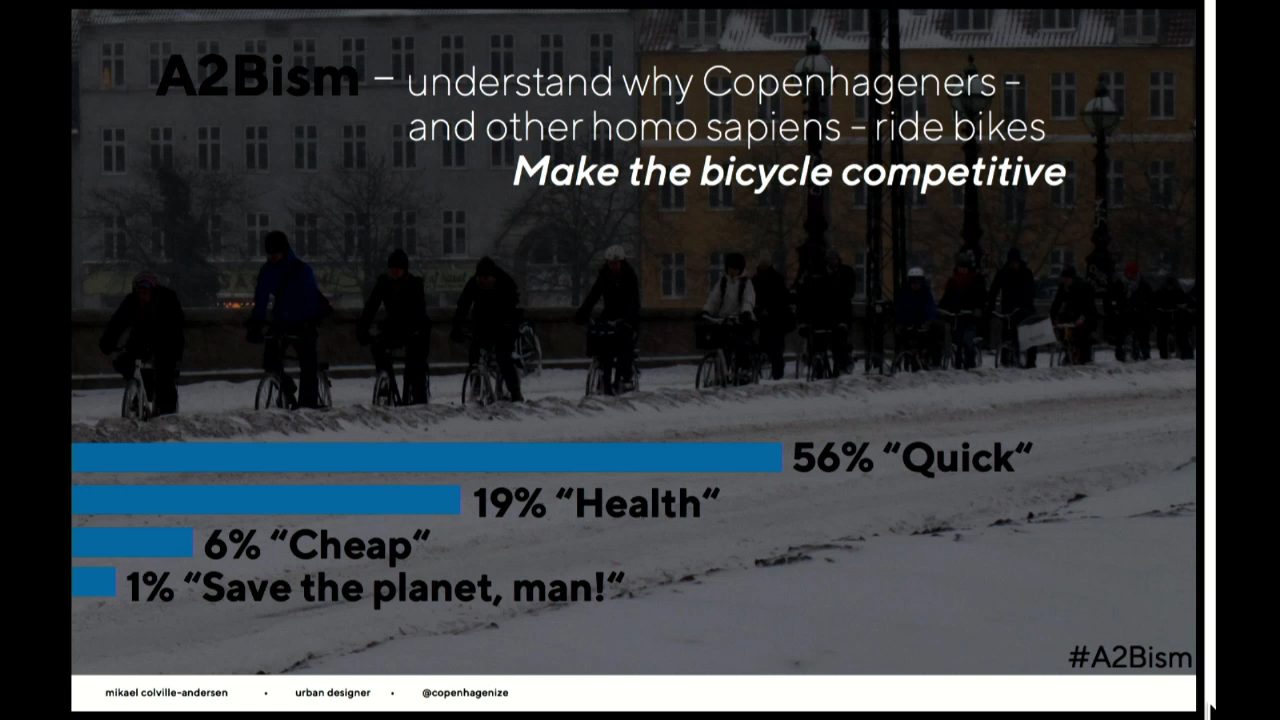 A2Bism – understand why Copenhageners –
and other homo sapiens - ride bikes
Make the bicycle competitive
56% “Quick“
19% “Health“
6% “Cheap“
1% “Save the planet, man!“
#A2Bism
mikael colville-andersen · urban designer · @copenhagenize